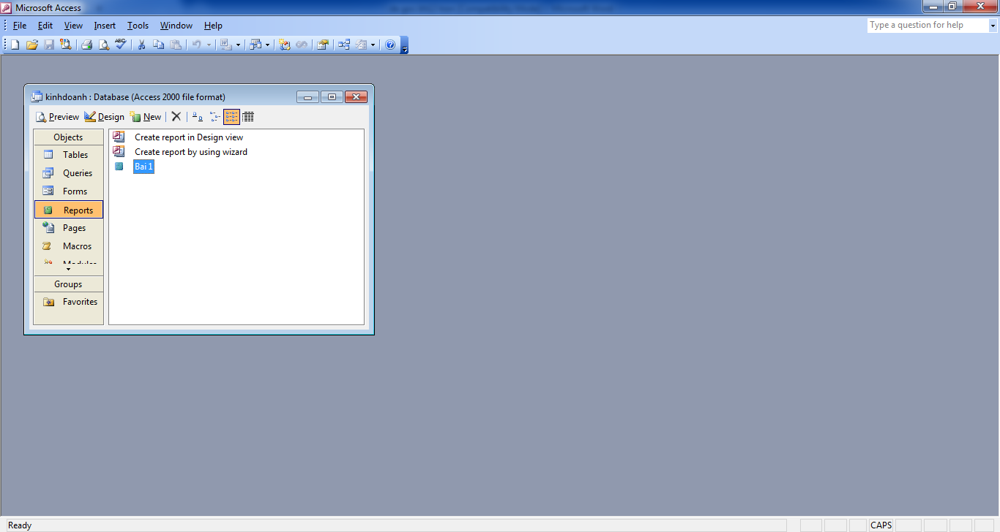 Microsoft Access
File Edit View Insert Tools Window Help
Type a question for help
kinhdoanh : Database (Access 2000 file format)
Preview Design New
Objects
Tables
Queries
Forms
Reports
Pages
Macros
Modules
Groups
Favorites
Create report in Design view
Create report by using wizard
Bai 1
Ready
CAPS